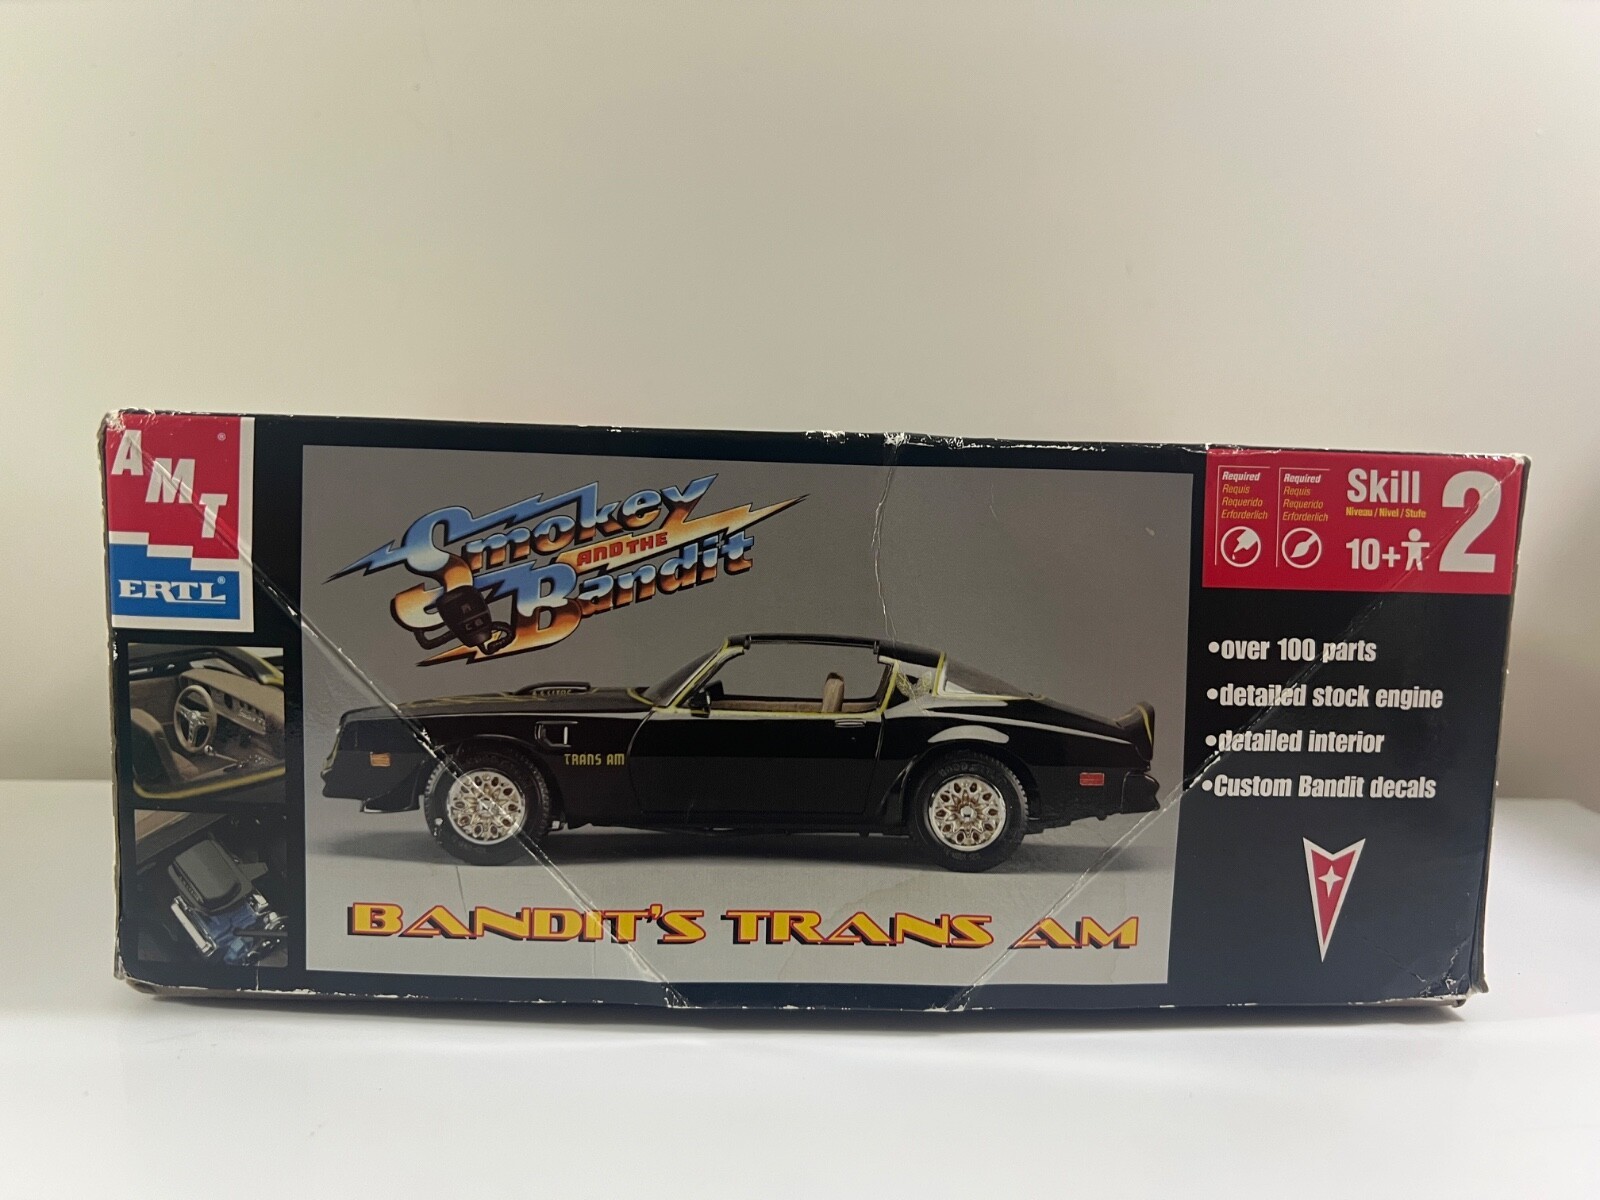 AMT®
ERTL®
Smokey
AND THE
Bandit
TRANS AM
BANDIT'S TRANS AM
Required
Requis
Requerido
Erforderlich
Required
Requis
Requerido
Erforderlich
Skill 2
Niveau / Nivel / Stufe
10+
•over 100 parts
•detailed stock engine
•detailed interior
•Custom Bandit decals